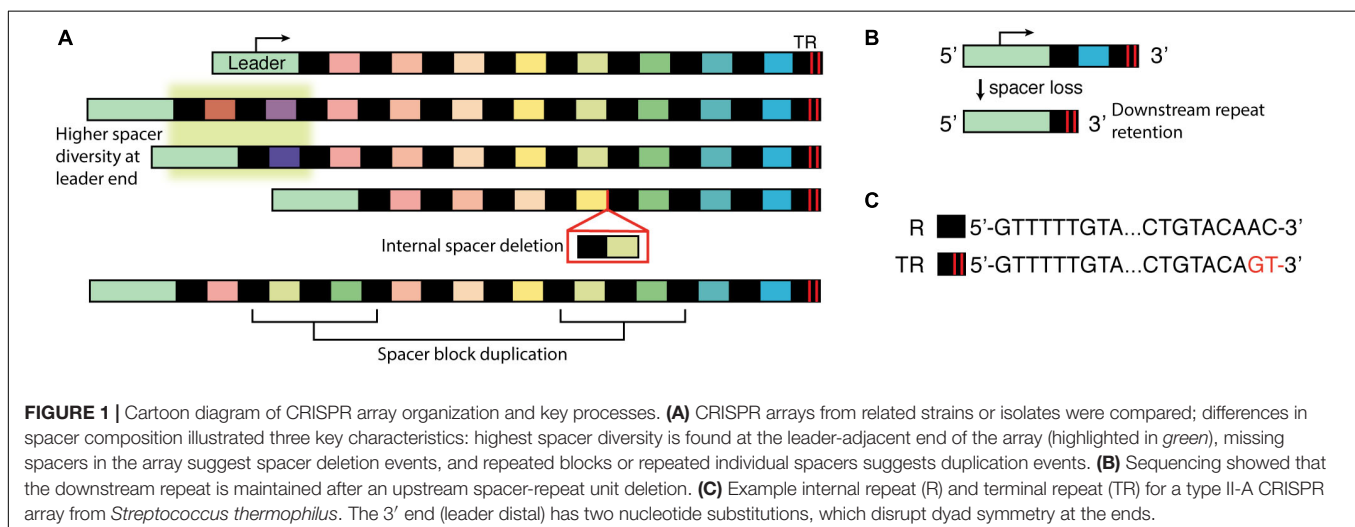 A
TR
Leader
Higher spacer
diversity at
leader end
Internal spacer deletion
Spacer block duplication
B
5’ 3’
spacer loss
5’ 3’ Downstream repeat
retention
C
R 5’-GTTTTTGTA...CTGTACAAC-3’
TR 5’-GTTTTTGTA...CTGTACAGT-3’
FIGURE 1 | Cartoon diagram of CRISPR array organization and key processes. (A) CRISPR arrays from related strains or isolates were compared; differences in
spacer composition illustrated three key characteristics: highest spacer diversity is found at the leader-adjacent end of the array (highlighted in green), missing
spacers in the array suggest spacer deletion events, and repeated blocks or repeated individual spacers suggests duplication events. (B) Sequencing showed that
the downstream repeat is maintained after an upstream spacer-repeat unit deletion. (C) Example internal repeat (R) and terminal repeat (TR) for a type II-A CRISPR
array from Streptococcus thermophilus. The 3′ end (leader distal) has two nucleotide substitutions, which disrupt dyad symmetry at the ends.